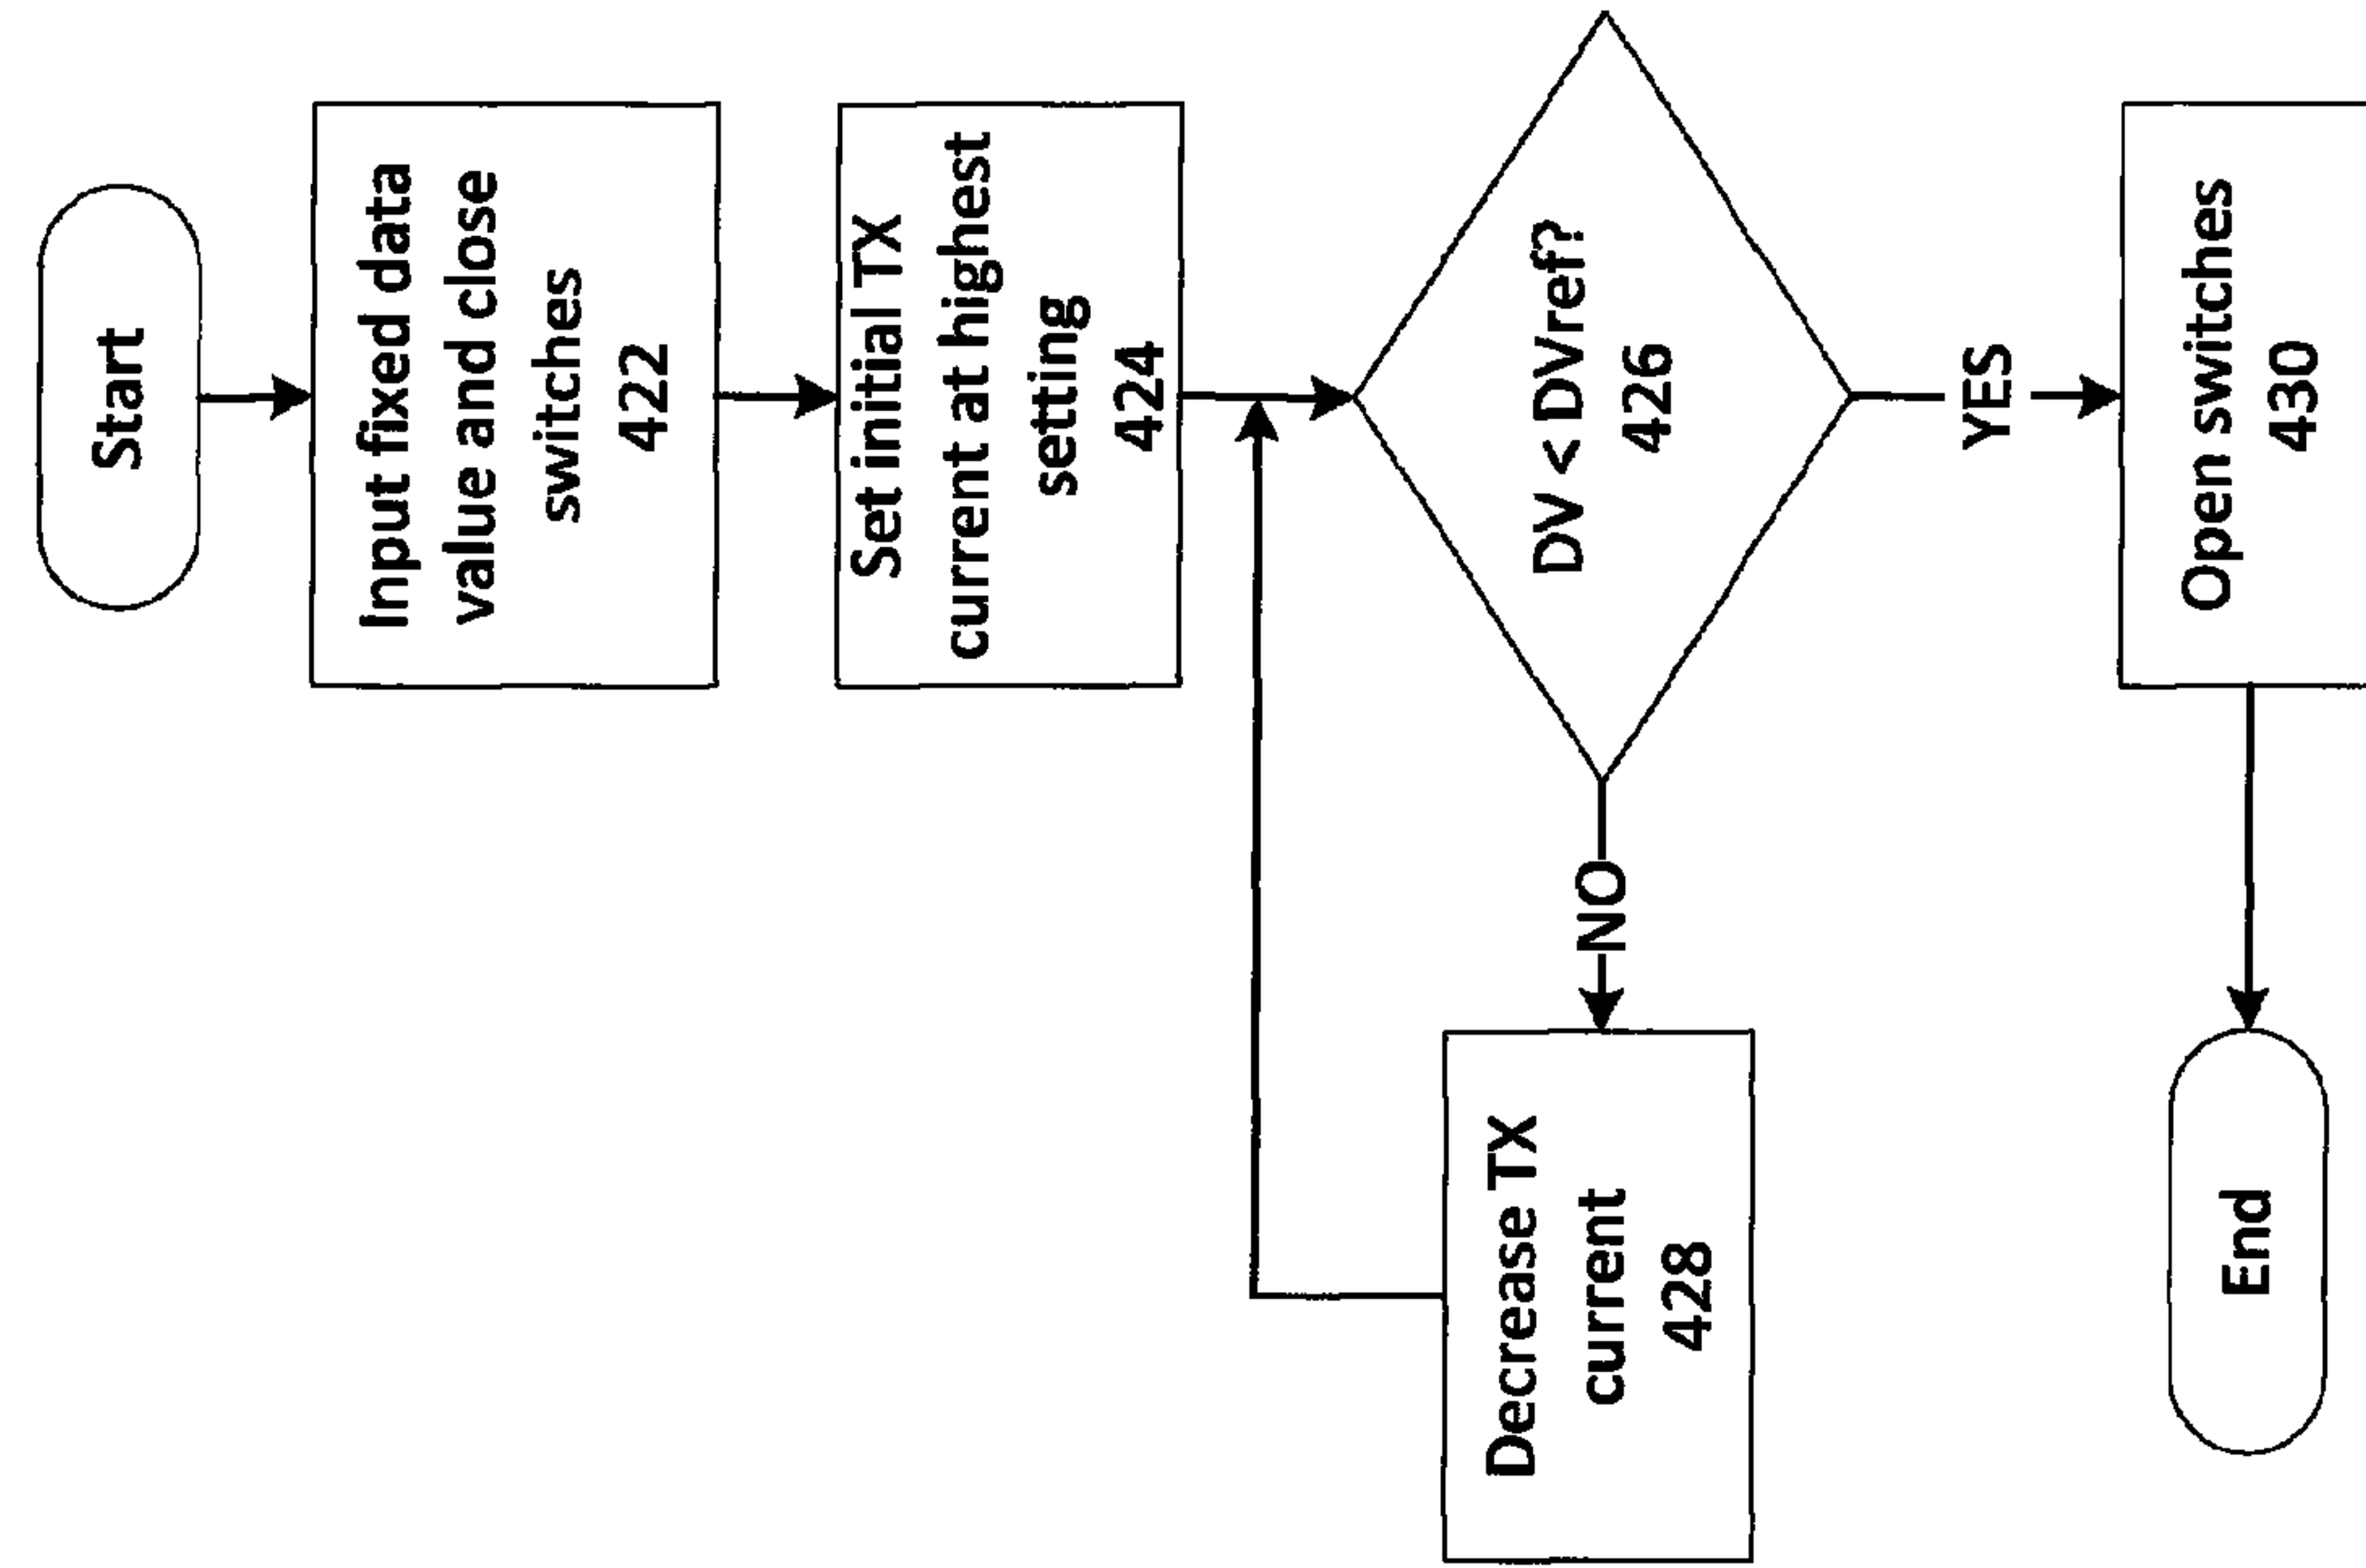 Start
Input fixed data
value and close
switches
422
Set initial TX
current at highest
setting
424
DV < DVref?
426
NO
Decrease TX
current
428
YES
Open switches
430
End